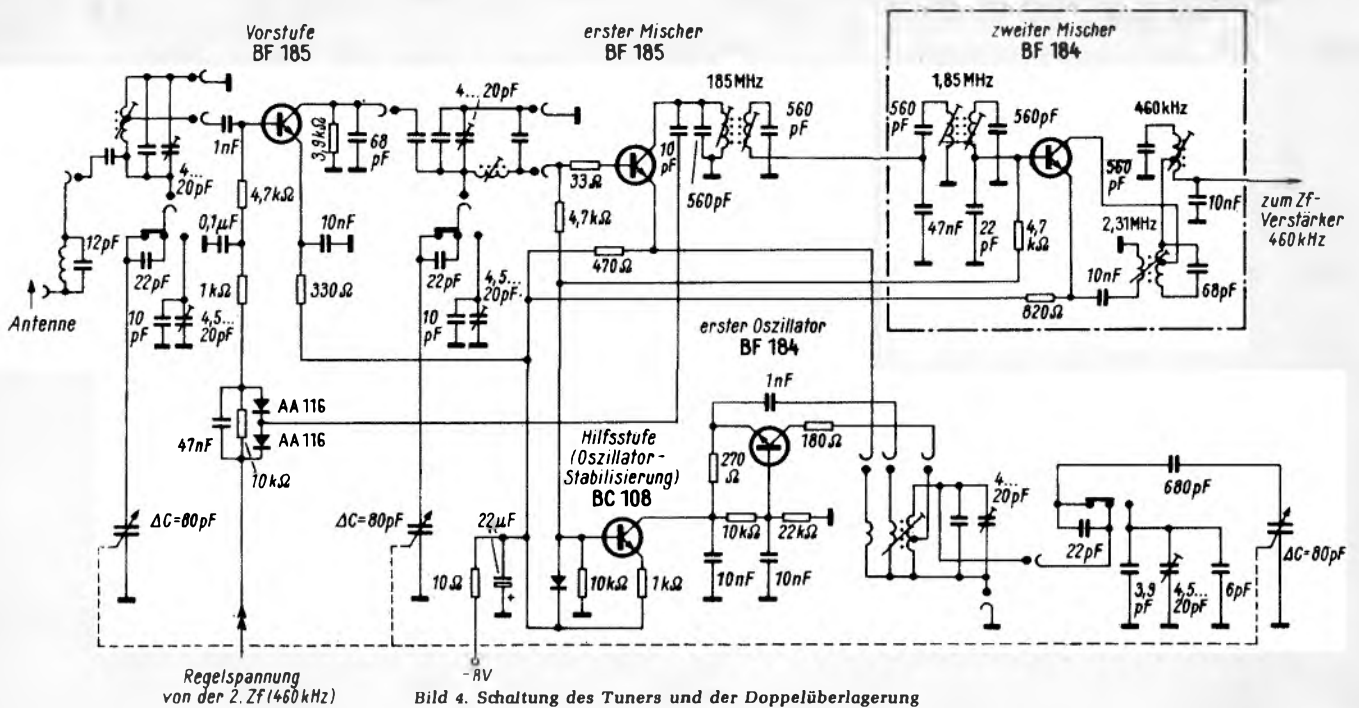 Vorstufe
BF 185
erster Mischer
BF 185
zweiter Mischer
BF 184
4...
20pF
1nF
3,9kΩ
68
pF
4...20pF
33Ω
10
pF
185MHz
560
pF
560pF
560
pF
1,85MHz
560pF
460kHz
560
pF
10nF
zum Zf-
Verstärker
460kHz
4,7kΩ
0,1µF
12pF
22pF
1kΩ
10
pF
4,5...
20pF
Antenne
10nF
330Ω
22pF
10
pF
4,5...
20pF
4,7kΩ
470Ω
47nF
22
pF
4,7
kΩ
2,31MHz
10nF
68pF
820Ω
AA 116
AA 116
47nF
10kΩ
ΔC=80pF
ΔC=80pF
Hilfsstufe
(Oszillator-
Stabilisierung)
BC 108
erster Oszillator
BF 184
1nF
180Ω
270
Ω
10kΩ
22kΩ
10nF
10nF
22µF
+
10Ω
10kΩ
1kΩ
4...
20pF
680pF
22pF
3,9
pF
4,5...
20pF
6pF
ΔC=80pF
-8V
Regelspannung
von der 2. Zf (460kHz)
Bild 4. Schaltung des Tuners und der Doppelüberlagerung